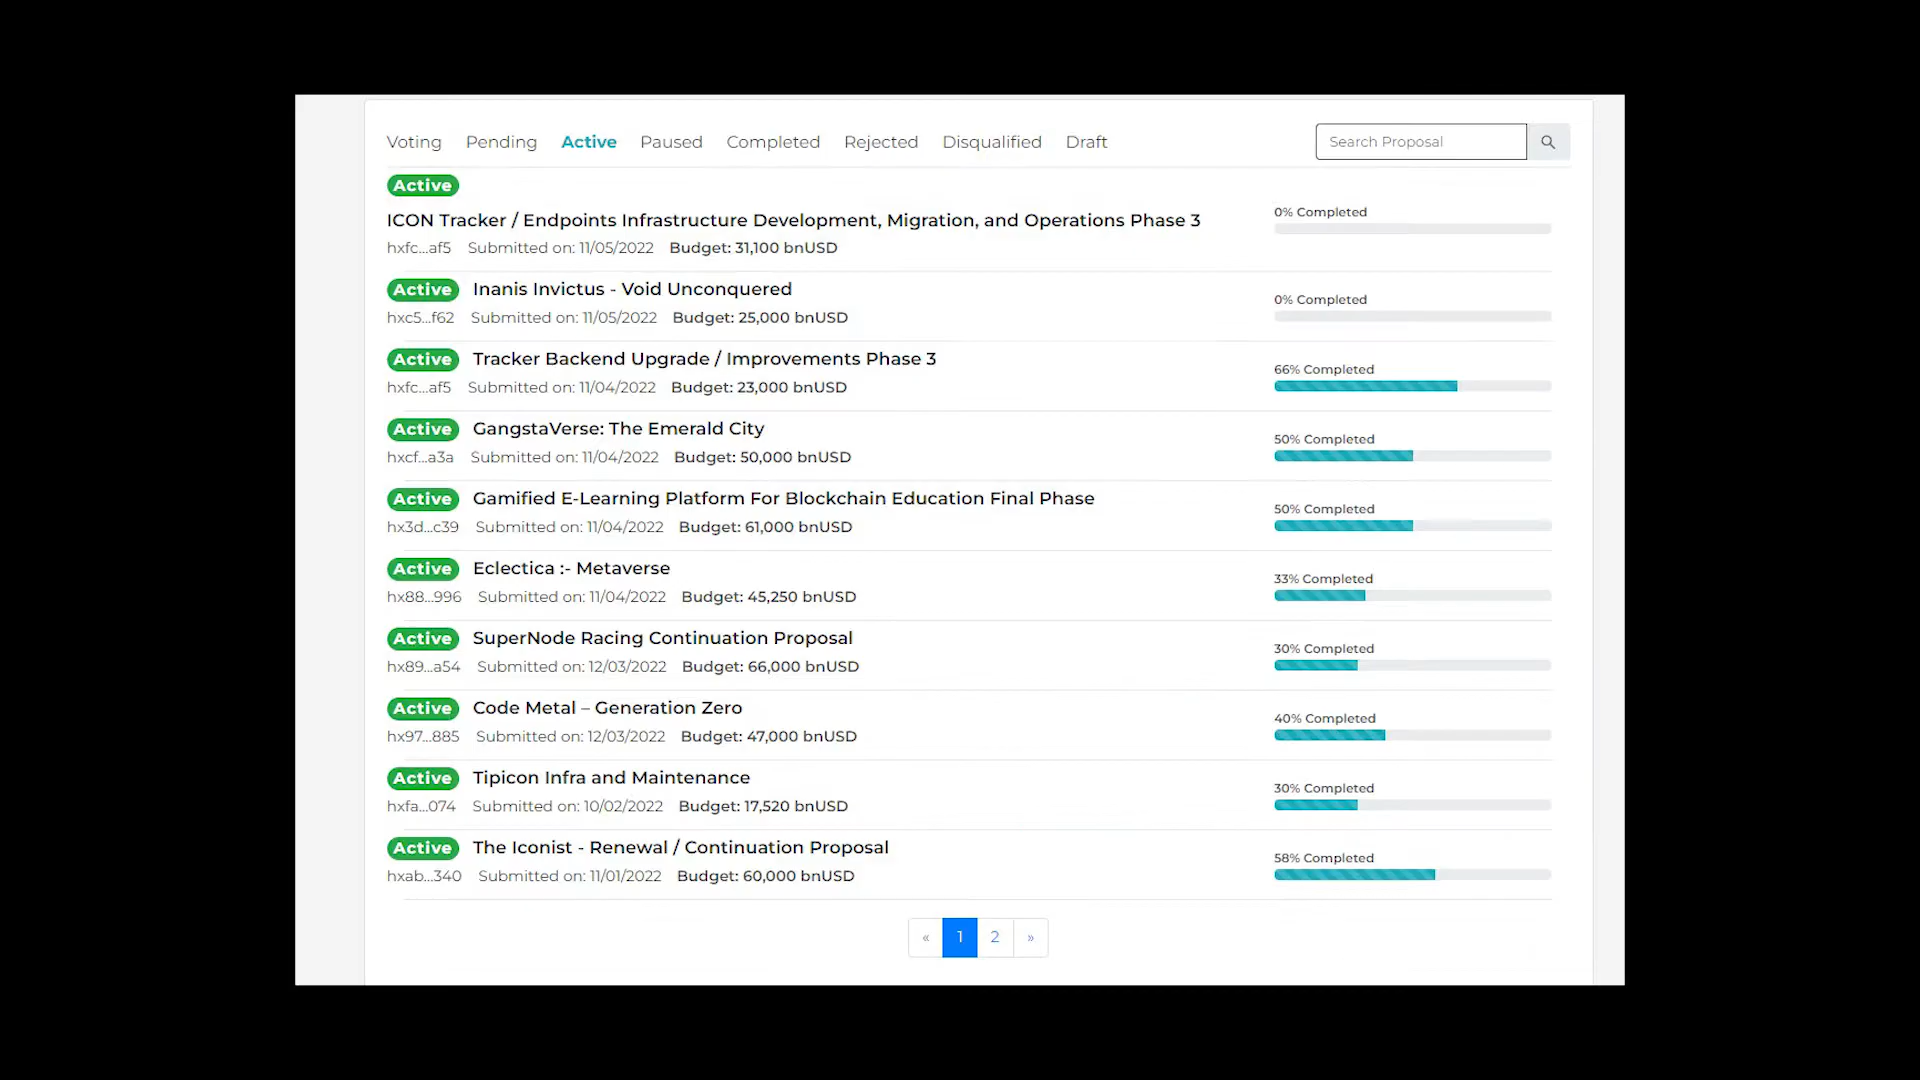 Voting Pending Active Paused Completed Rejected Disqualified Draft Search Proposal
Active
ICON Tracker / Endpoints Infrastructure Development, Migration, and Operations Phase 3
0% Completed
hxfc...af5 Submitted on: 11/05/2022 Budget: 31,100 bnUSD
Active Inanis Invictus - Void Unconquered
0% Completed
hxc5...f62 Submitted on: 11/05/2022 Budget: 25,000 bnUSD
Active Tracker Backend Upgrade / Improvements Phase 3
66% Completed
hxfc...af5 Submitted on: 11/04/2022 Budget: 23,000 bnUSD
Active GangstaVerse: The Emerald City
50% Completed
hxcf...a3a Submitted on: 11/04/2022 Budget: 50,000 bnUSD
Active Gamified E-Learning Platform For Blockchain Education Final Phase
50% Completed
hx3d...c39 Submitted on: 11/04/2022 Budget: 61,000 bnUSD
Active Eclectica :- Metaverse
33% Completed
hx88...996 Submitted on: 11/04/2022 Budget: 45,250 bnUSD
Active SuperNode Racing Continuation Proposal
30% Completed
hx89...a54 Submitted on: 12/03/2022 Budget: 66,000 bnUSD
Active Code Metal – Generation Zero
40% Completed
hx97...885 Submitted on: 12/03/2022 Budget: 47,000 bnUSD
Active Tipicon Infra and Maintenance
30% Completed
hxfa...074 Submitted on: 10/02/2022 Budget: 17,520 bnUSD
Active The Iconist - Renewal / Continuation Proposal
58% Completed
hxab...340 Submitted on: 11/01/2022 Budget: 60,000 bnUSD
« 1 2 »